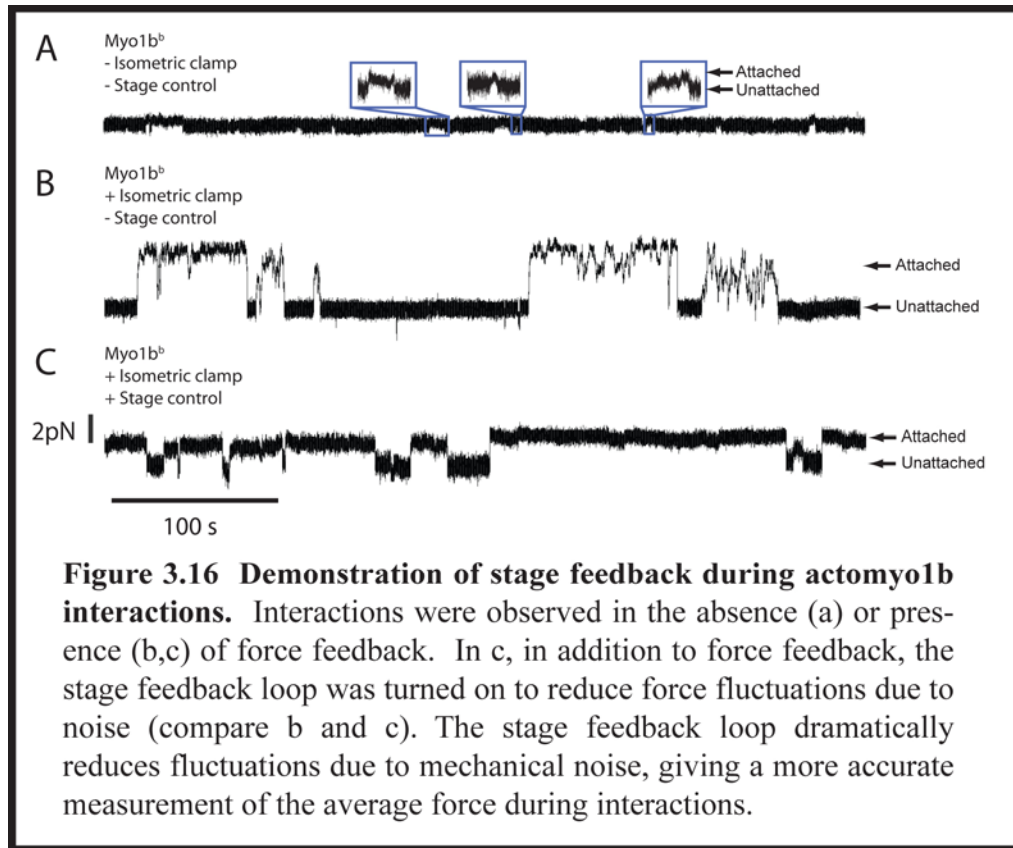 A
Myo1bᵇ
- Isometric clamp
- Stage control
Attached
Unattached
B
Myo1bᵇ
+ Isometric clamp
- Stage control
Attached
Unattached
C
Myo1bᵇ
+ Isometric clamp
+ Stage control
2pN
Attached
Unattached
100 s
Figure 3.16 Demonstration of stage feedback during actomyo1b
interactions. Interactions were observed in the absence (a) or pres-
ence (b,c) of force feedback. In c, in addition to force feedback, the
stage feedback loop was turned on to reduce force fluctuations due to
noise (compare b and c). The stage feedback loop dramatically
reduces fluctuations due to mechanical noise, giving a more accurate
measurement of the average force during interactions.